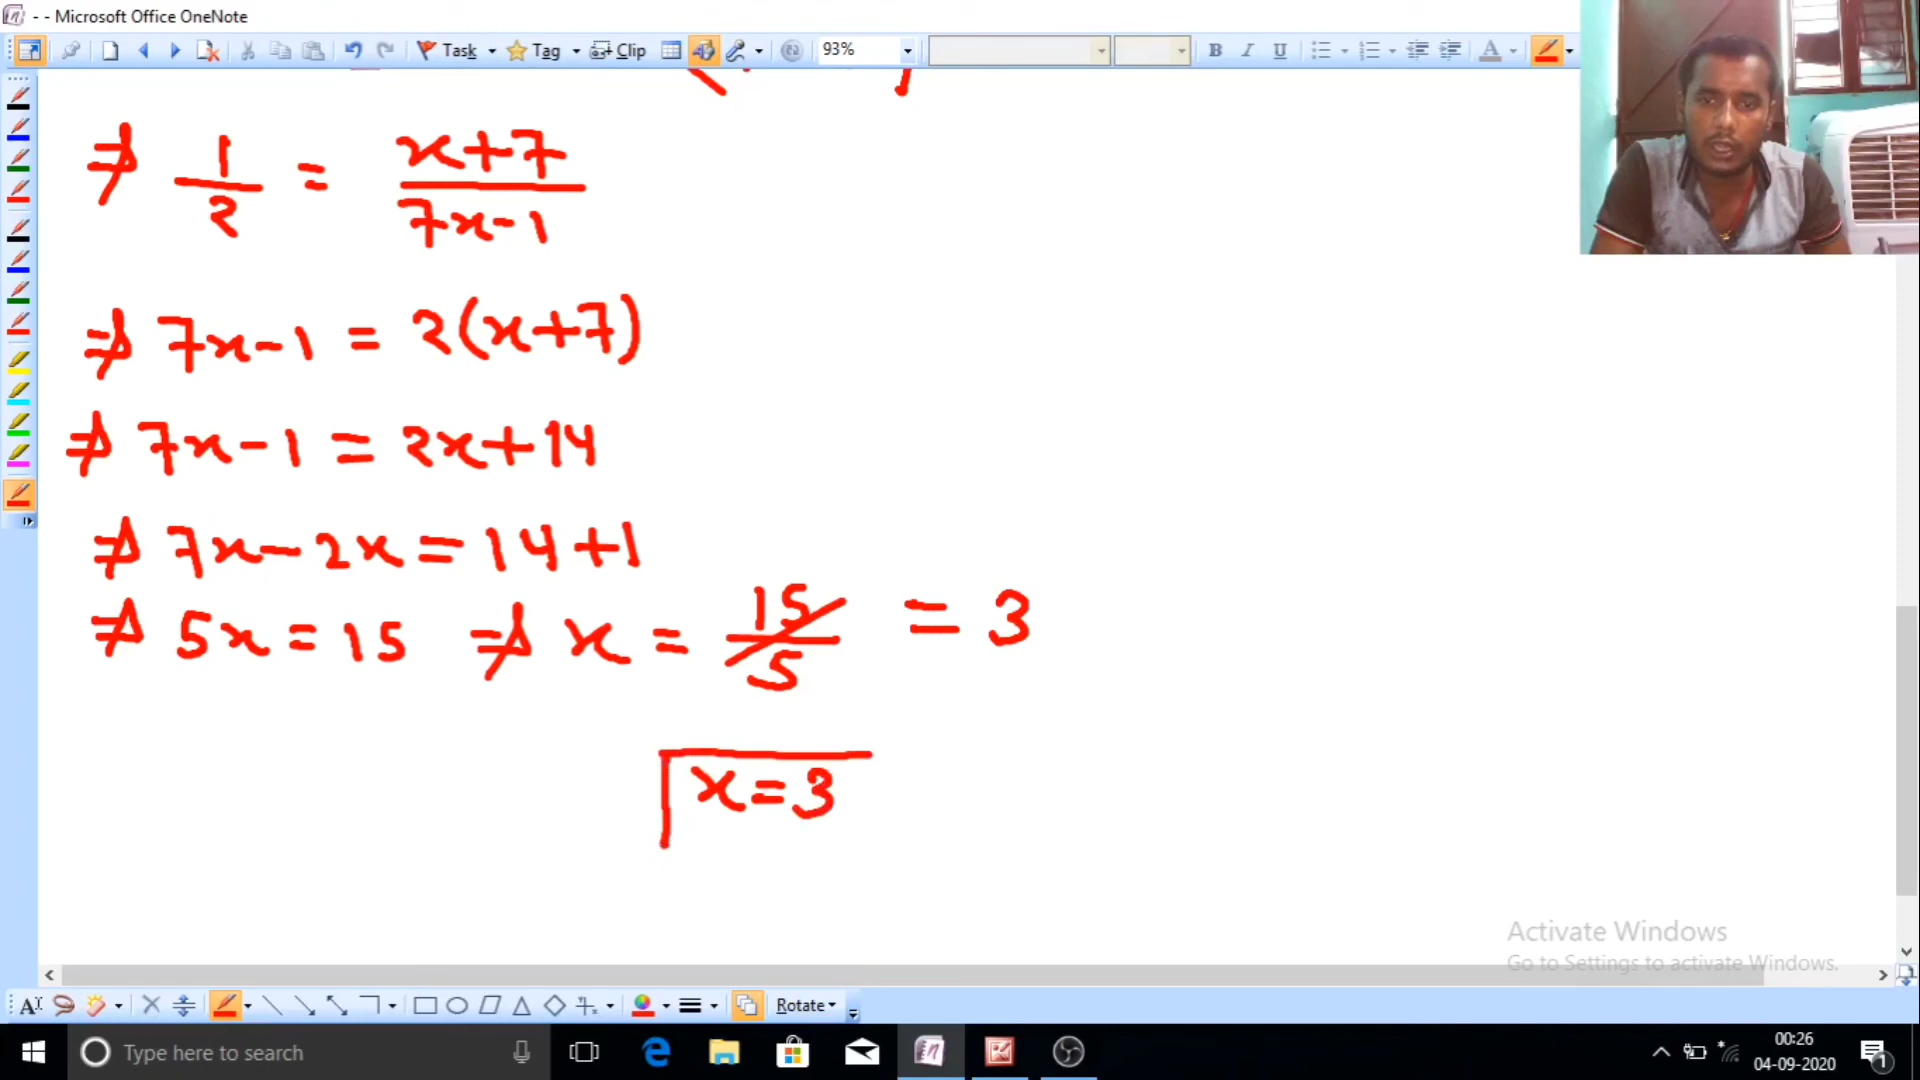 - - Microsoft Office OneNote
Task Tag Clip 93% B I U A
⇒ 1/2 = x+7/7x-1
⇒ 7x-1 = 2(x+7)
⇒ 7x-1 = 2x+14
⇒ 7x-2x = 14+1
⇒ 5x = 15 ⇒ x = 15/5 = 3
x=3
Activate Windows
Go to Settings to activate Windows.
A Rotate
Type here to search
00:26
04-09-2020
1